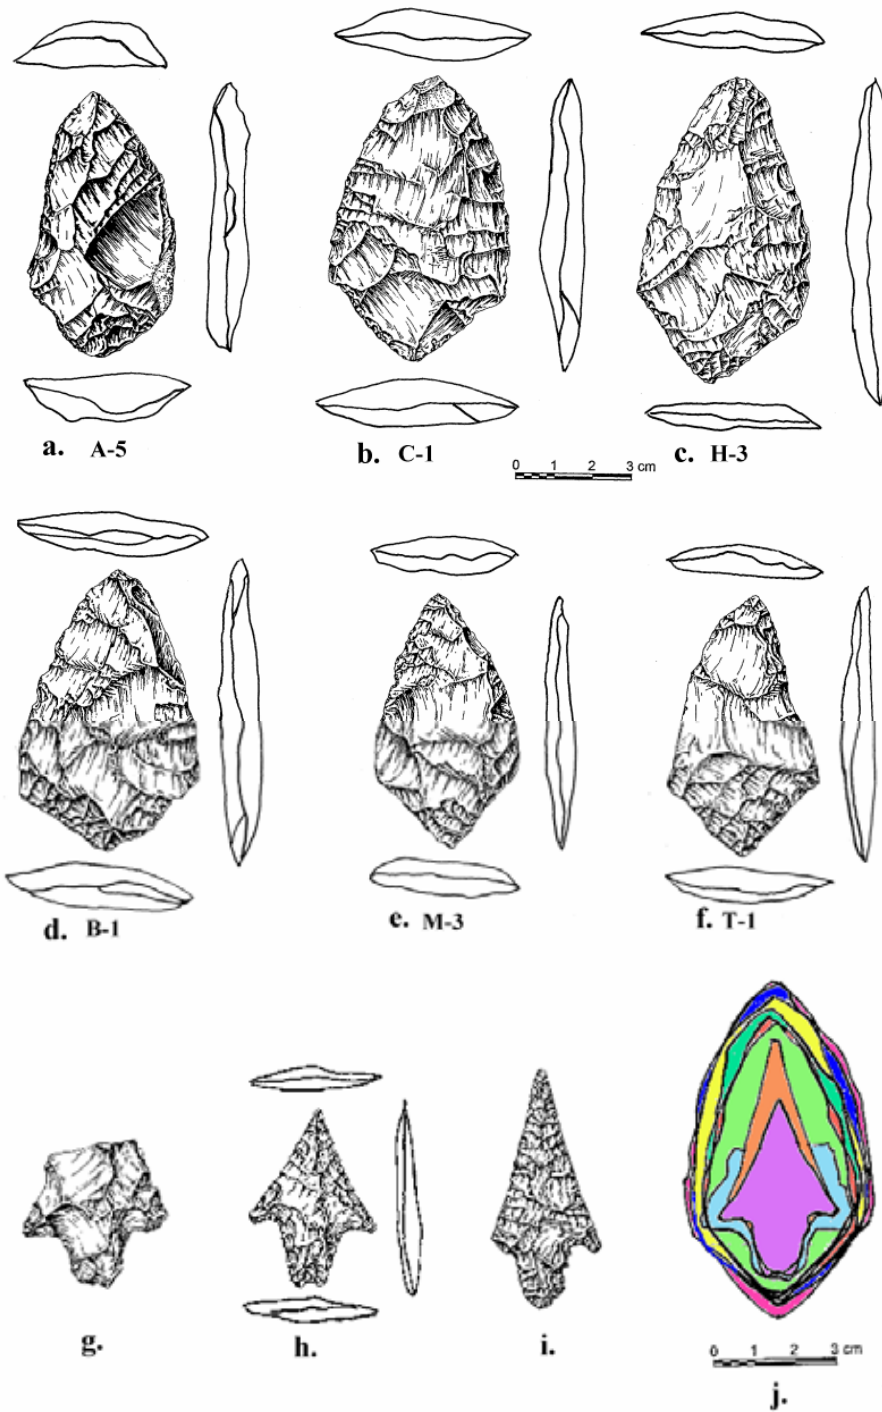 a. A-5
b. C-1
c. H-3
0 1 2 3 cm
d. B-1
e. M-3
f. T-1
g.
h.
i.
0 1 2 3 cm
j.